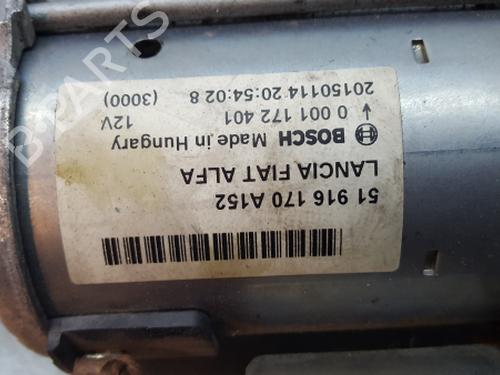 51 916 170 A152
LANCIA FIAT ALFA
BOSCH Made in Hungary
0 001 172 401 12V
20150114 20:54:02 8 (3000)
B-PARTS